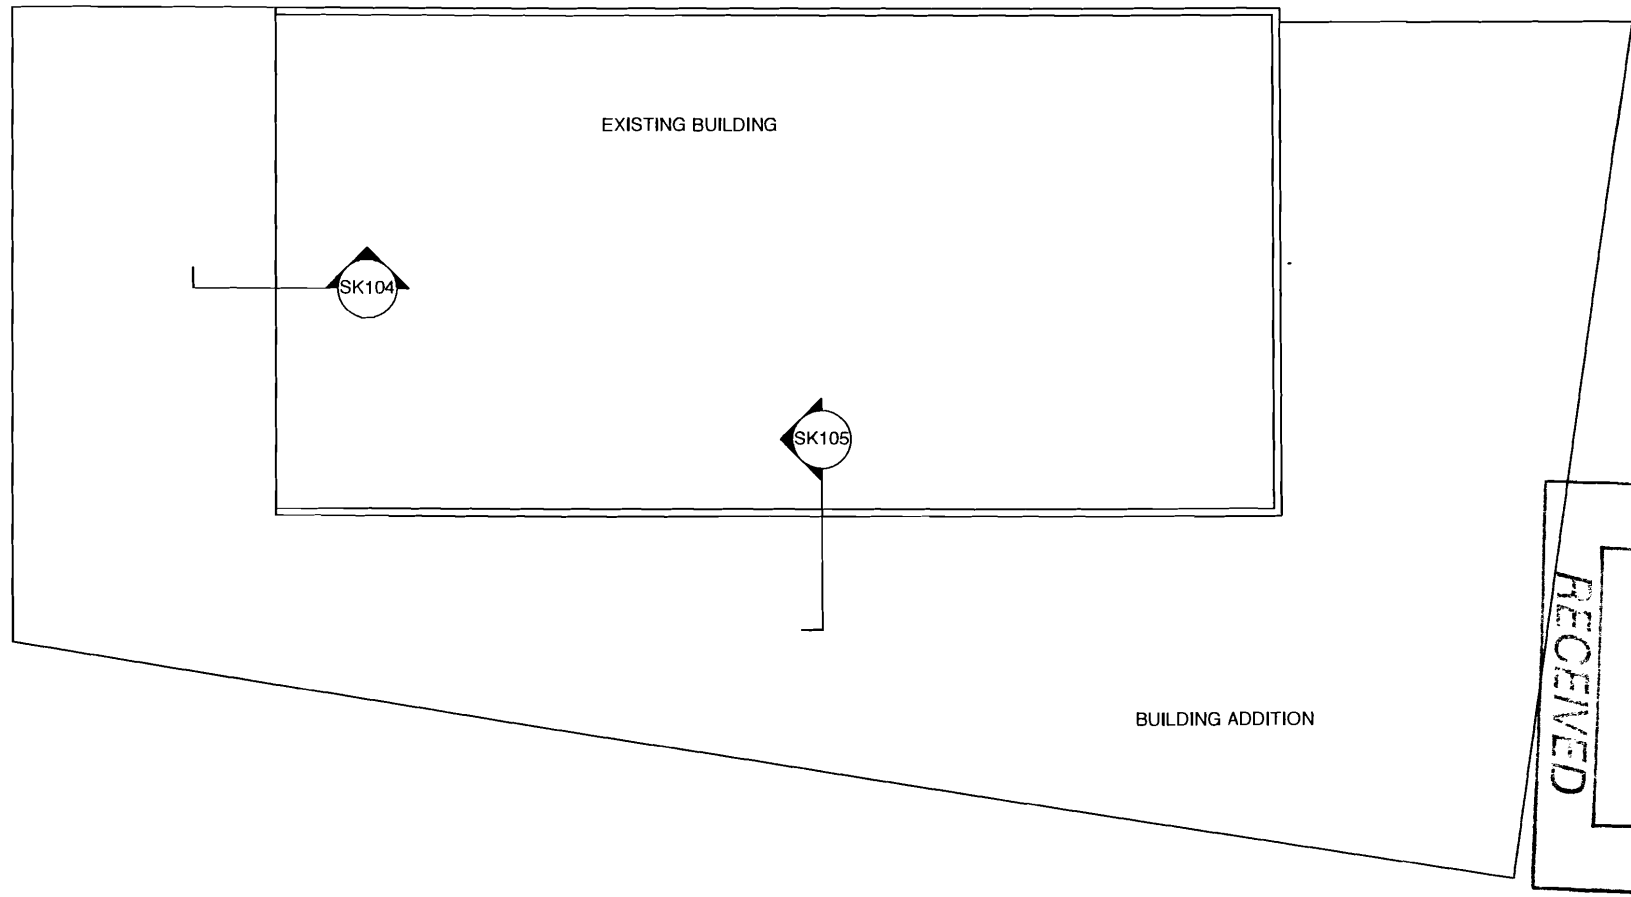 EXISTING BUILDING
SK104
SK105
BUILDING ADDITION
RECEIVED